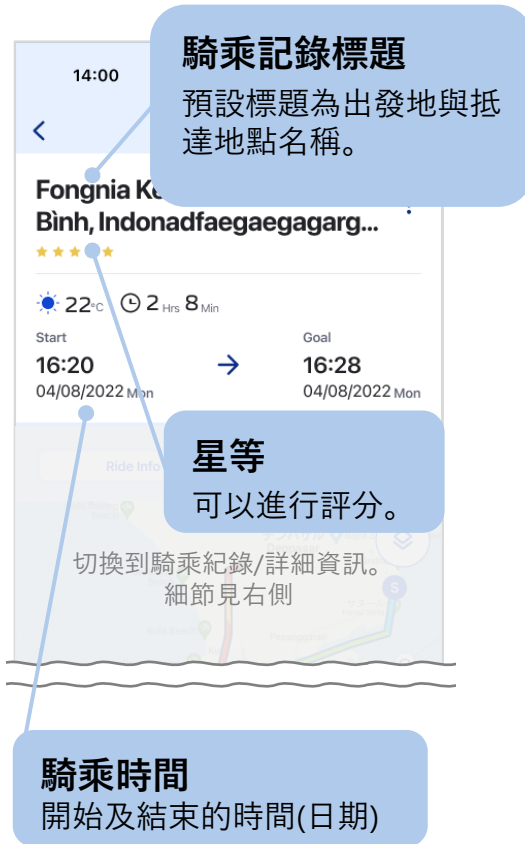 騎乘記錄標題
預設標題為出發地與抵
達地點名稱。
14:00
Fongnia
Bình, Indonadfaegaegagarg...
22°C 2 Hrs 8 Min
Start
Goal
16:20
16:28
04/08/2022 Mon
04/08/2022 Mon
星等
可以進行評分。
Ride Info
切換到騎乘紀錄/詳細資訊。
細節見右側
S
騎乘時間
開始及結束的時間(日期)